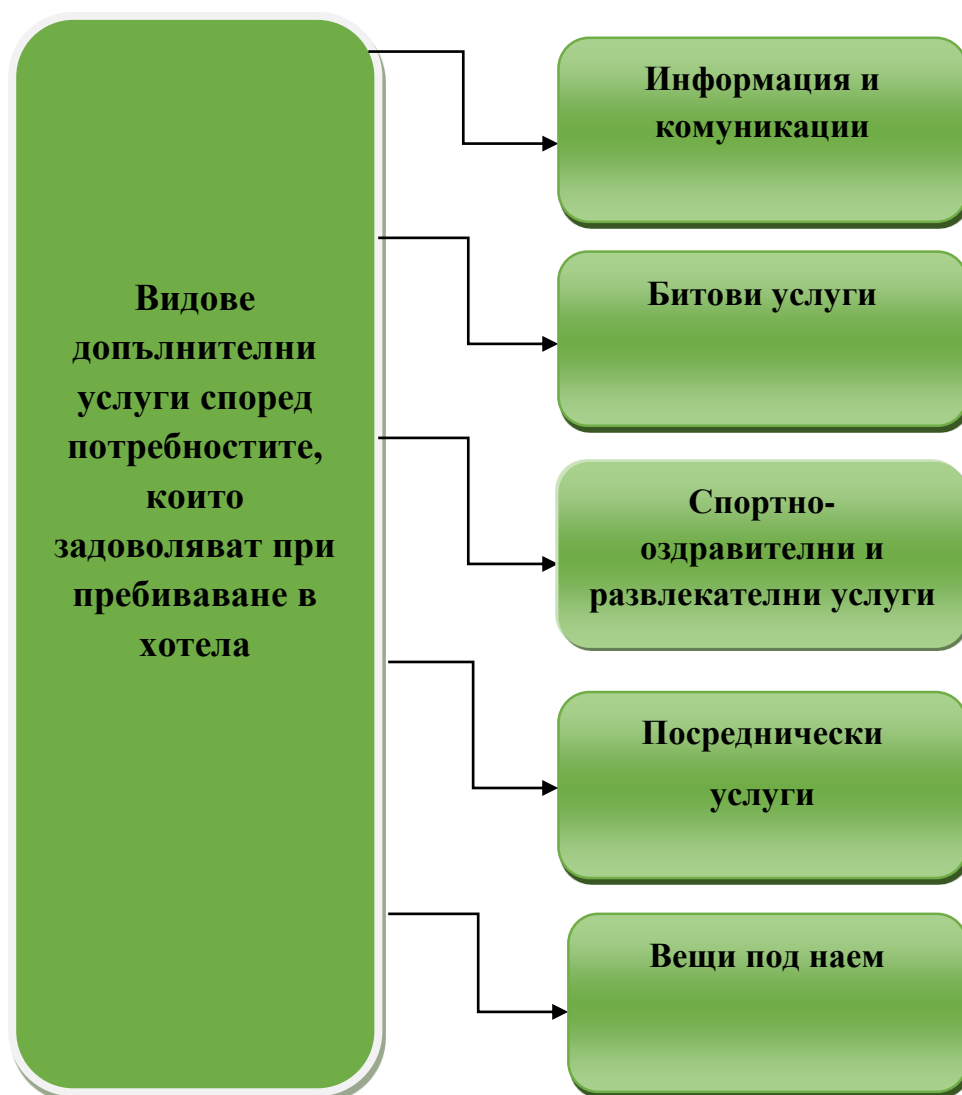 Видове
допълнителни
услуги според
потребностите,
които
задоволяват при
пребиваване в
хотела
Информация и
комуникации
Битови услуги
Спортно-
оздравителни и
развлекателни услуги
Посреднически
услуги
Вещи под наем